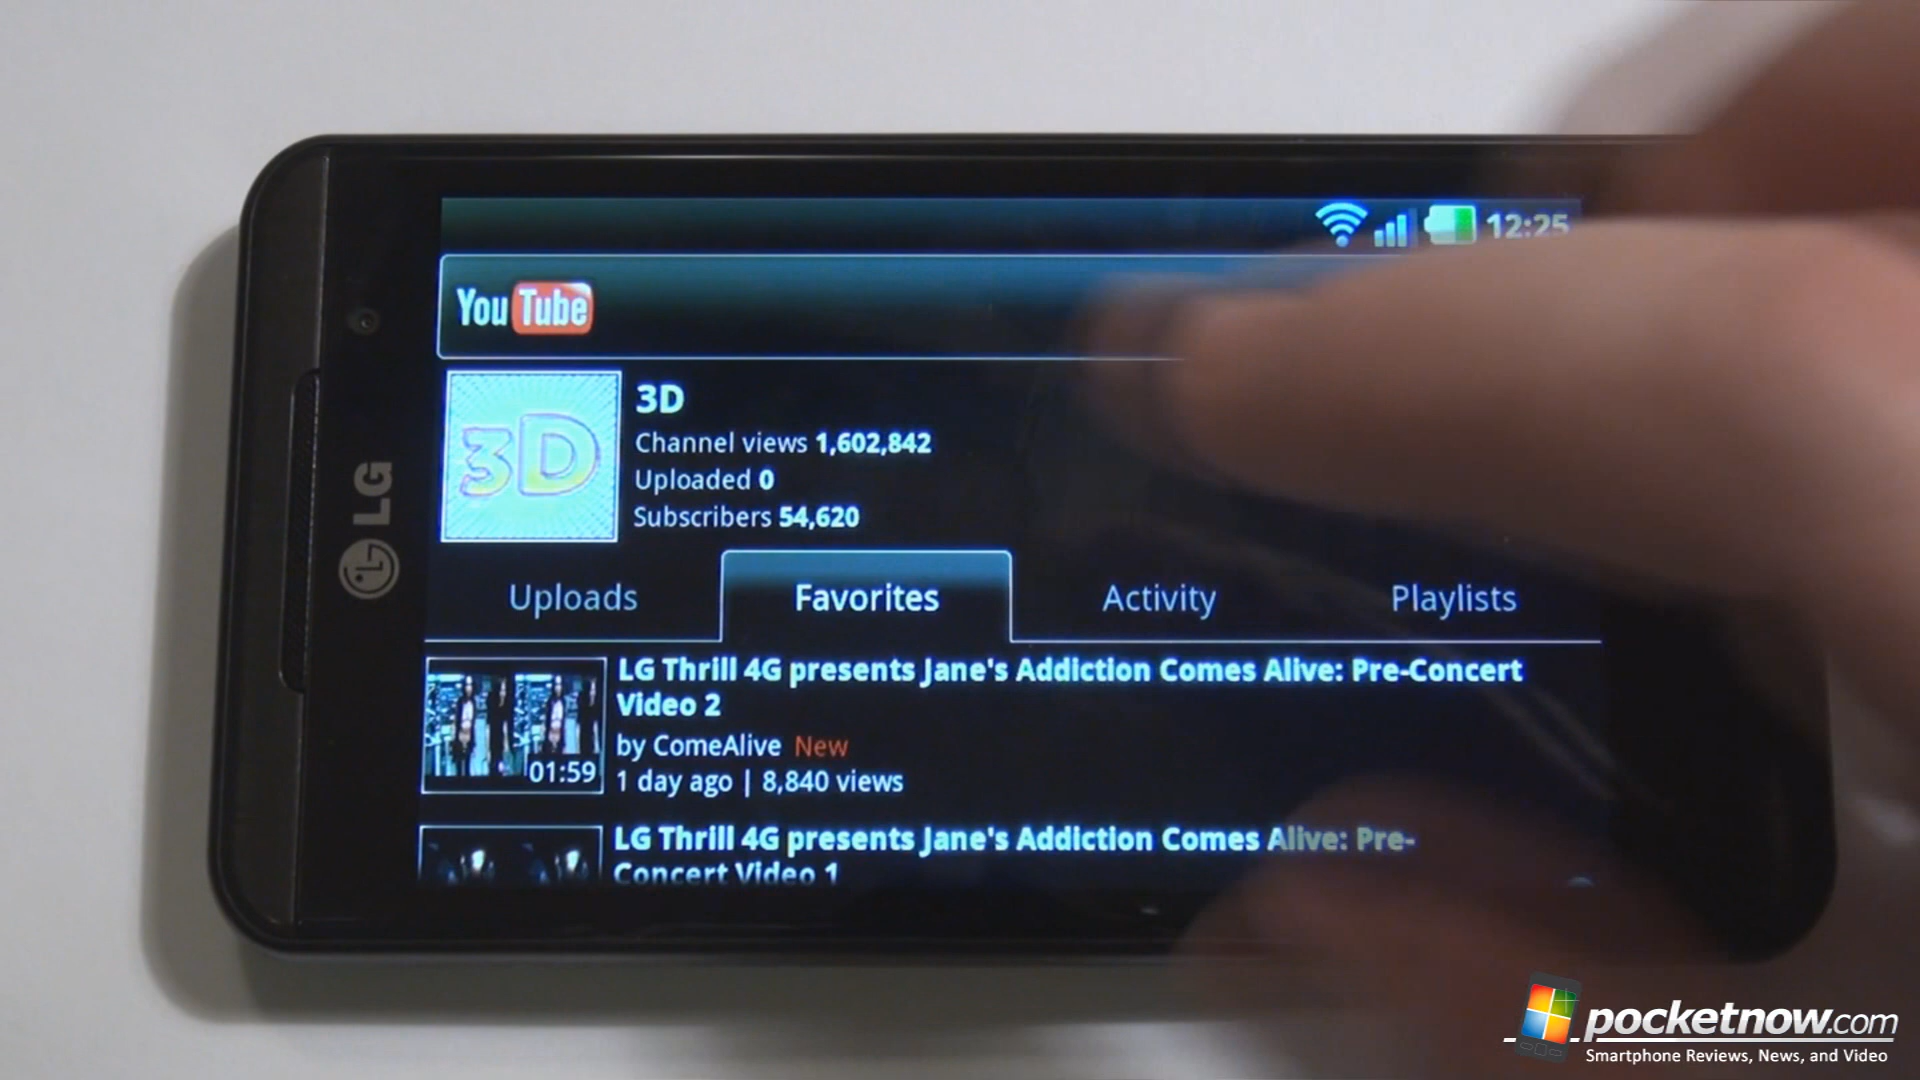 12:25
YouTube
3D
3D
Channel views 1,602,842
Uploaded 0
Subscribers 54,620
LG
Uploads Favorites Activity Playlists
LG Thrill 4G presents Jane's Addiction Comes Alive: Pre-Concert
Video 2
by ComeAlive New
1 day ago | 8,840 views
01:59
LG Thrill 4G presents Jane's Addiction Comes Alive: Pre-
Concert Video 1
pocketnow.com
Smartphone Reviews, News, and Video